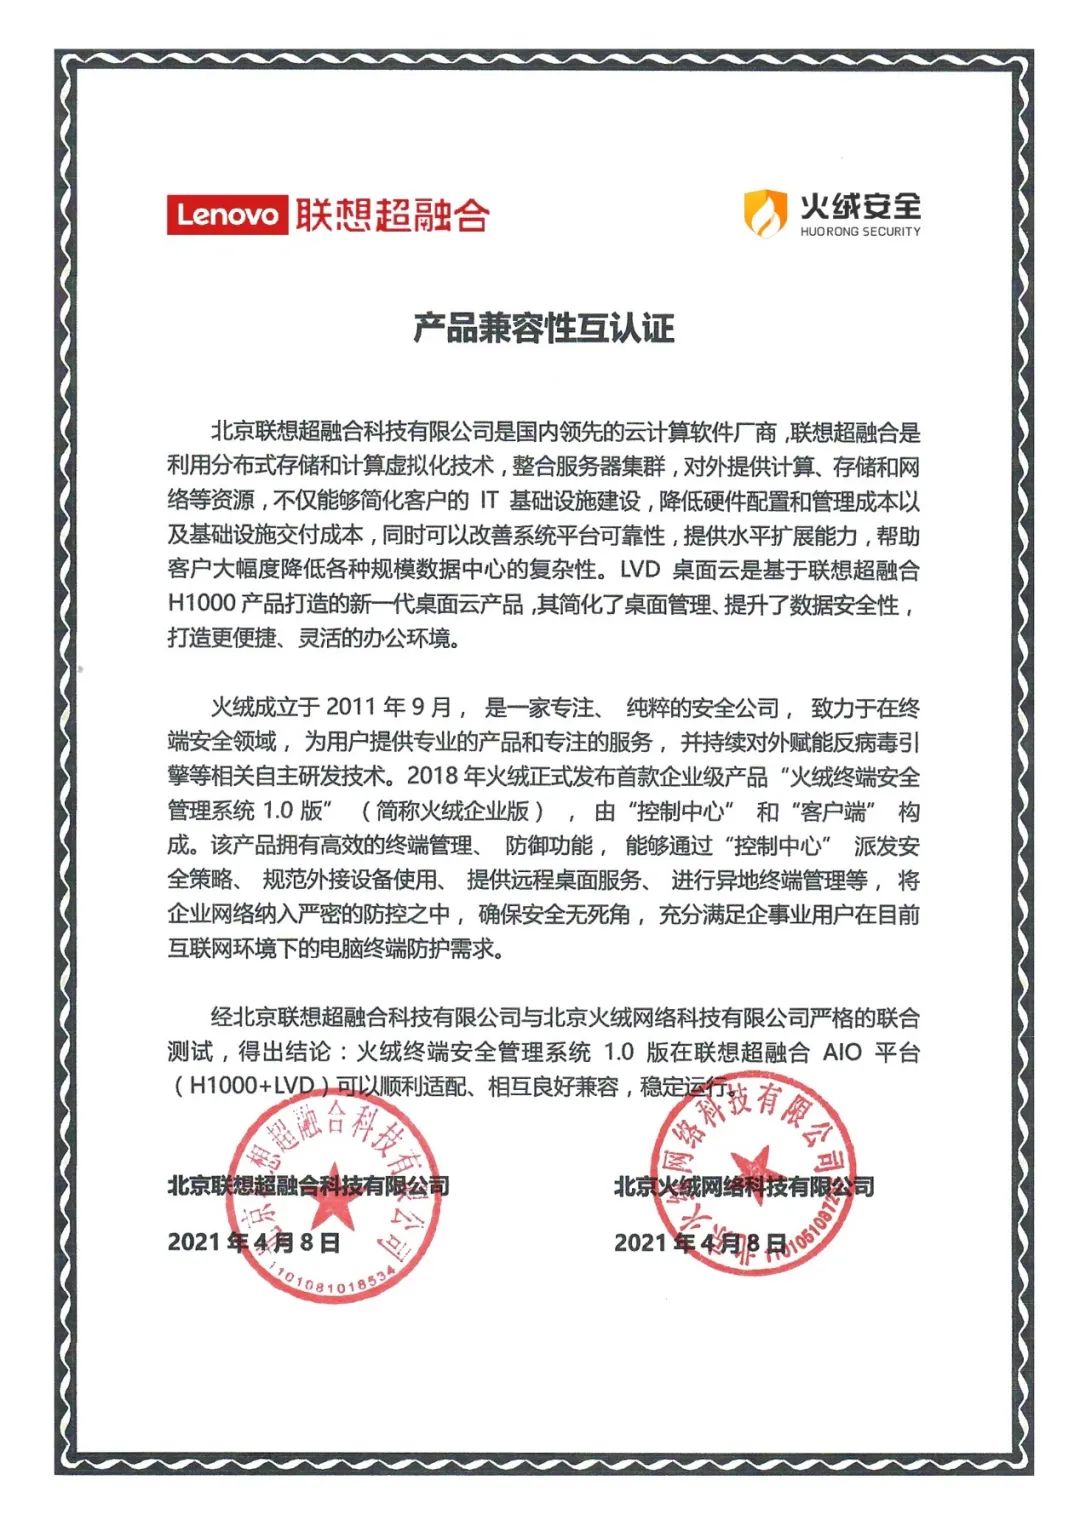 Lenovo 联想超融合
火绒安全
HUORONG SECURITY
产品兼容性互认证
北京联想超融合科技有限公司是国内领先的云计算软件厂商,联想超融合是
利用分布式存储和计算虚拟化技术，整合服务器集群，对外提供计算、存储和网
络等资源，不仅能够简化客户的 IT 基础设施建设，降低硬件配置和管理成本以
及基础设施交付成本，同时可以改善系统平台可靠性，提供水平扩展能力，帮助
客户大幅度降低各种规模数据中心的复杂性。LVD 桌面云是基于联想超融合
H1000 产品打造的新一代桌面云产品,其简化了桌面管理、提升了数据安全性，
打造更便捷、灵活的办公环境。
火绒成立于 2011 年 9 月， 是一家专注、 纯粹的安全公司， 致力于在终
端安全领域， 为用户提供专业的产品和专注的服务， 并持续对外赋能反病毒引
擎等相关自主研发技术。2018 年火绒正式发布首款企业级产品“火绒终端安全
管理系统 1.0 版” （简称火绒企业版） ， 由“控制中心” 和“客户端” 构
成。该产品拥有高效的终端管理、 防御功能， 能够通过“控制中心” 派发安
全策略、 规范外接设备使用、 提供远程桌面服务、 进行异地终端管理等， 将
企业网络纳入严密的防控之中， 确保安全无死角， 充分满足企事业用户在目前
互联网环境下的电脑终端防护需求。
经北京联想超融合科技有限公司与北京火绒网络科技有限公司严格的联合
测试，得出结论：火绒终端安全管理系统 1.0 版在联想超融合 AIO 平台
（H1000+LVD）可以顺利适配、相互良好兼容，稳定运行。
北京联想超融合科技有限公司
北京火绒网络科技有限公司
2021 年 4 月 8 日
2021 年 4 月 8 日
北京联想超融合科技有限公司
1101081018534
北京火绒网络科技有限公司